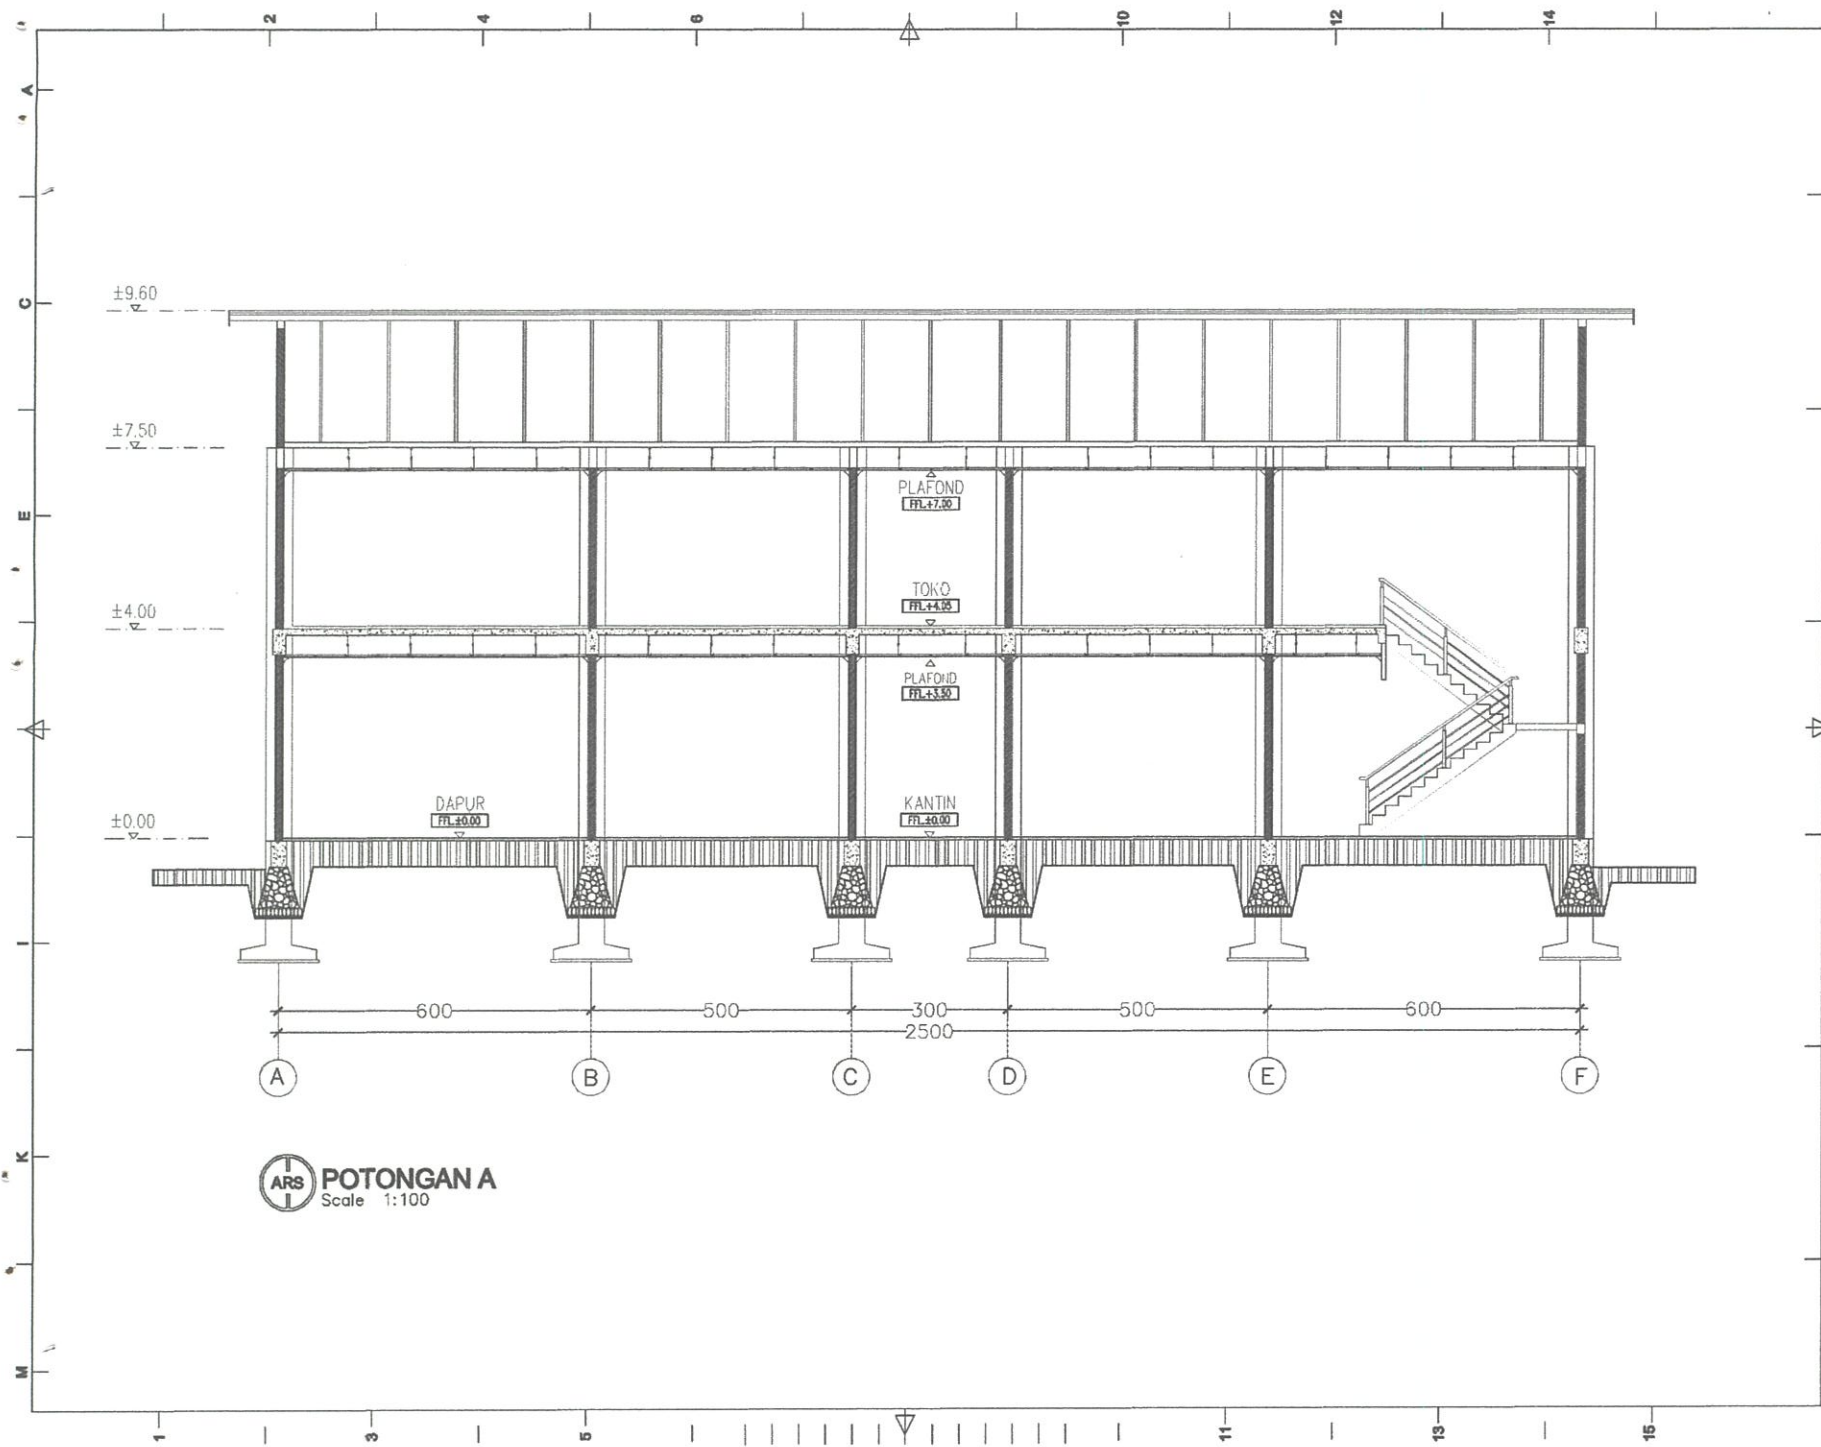 2
4
6
10
12
14
A
C
E
I
K
M
±9.60
±7.50
PLAFOND
FFL+7.00
TOKO
±4.00
FFL+4.05
PLAFOND
FFL+3.50
DAPUR
KANTIN
±0.00
FFL±0.00
FFL±0.00
600
500
300
500
600
2500
A
B
C
D
E
F
ARS
POTONGAN A
Scale 1:100
1
3
5
11
13
15